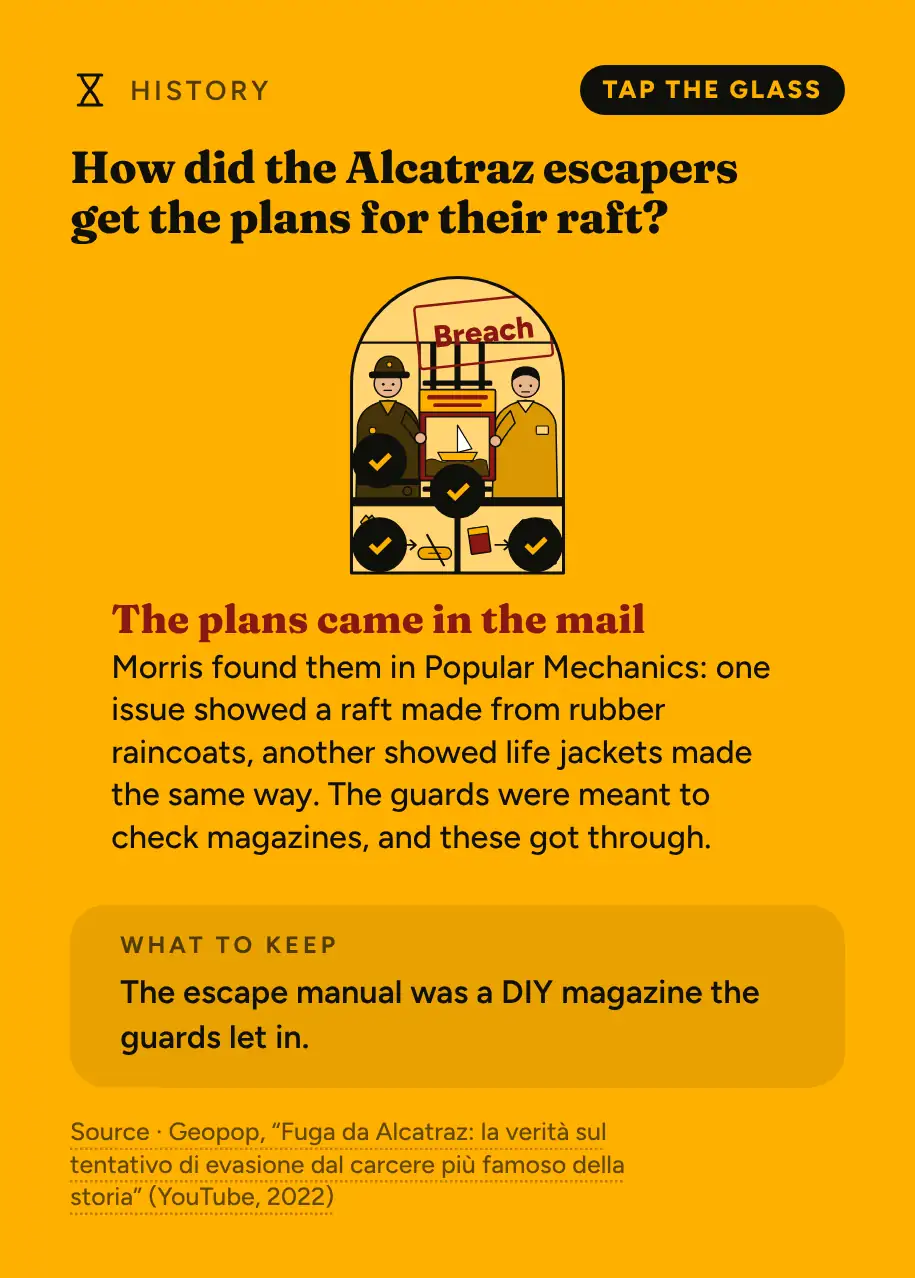 HISTORY
TAP THE GLASS
How did the Alcatraz escapers
get the plans for their raft?
Breach
The plans came in the mail
Morris found them in Popular Mechanics: one
issue showed a raft made from rubber
raincoats, another showed life jackets made
the same way. The guards were meant to
check magazines, and these got through.
WHAT TO KEEP
The escape manual was a DIY magazine the
guards let in.
Source · Geopop, “Fuga da Alcatraz: la verità sul
tentativo di evasione dal carcere più famoso della
storia” (YouTube, 2022)